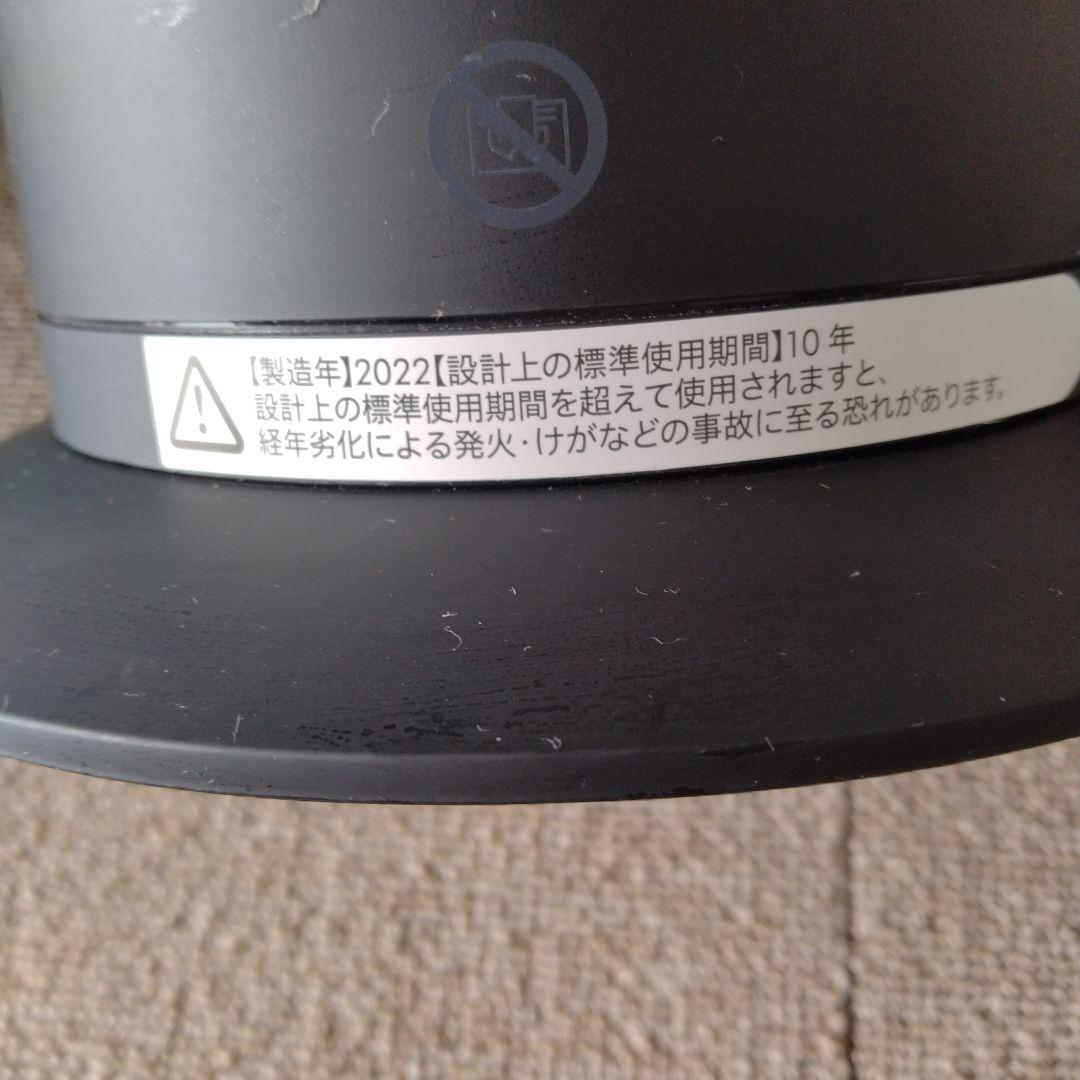 【製造年】2022【設計上の標準使用期間】10 年
設計上の標準使用期間を超えて使用されますと、
経年劣化による発火・けがなどの事故に至る恐れがあります。